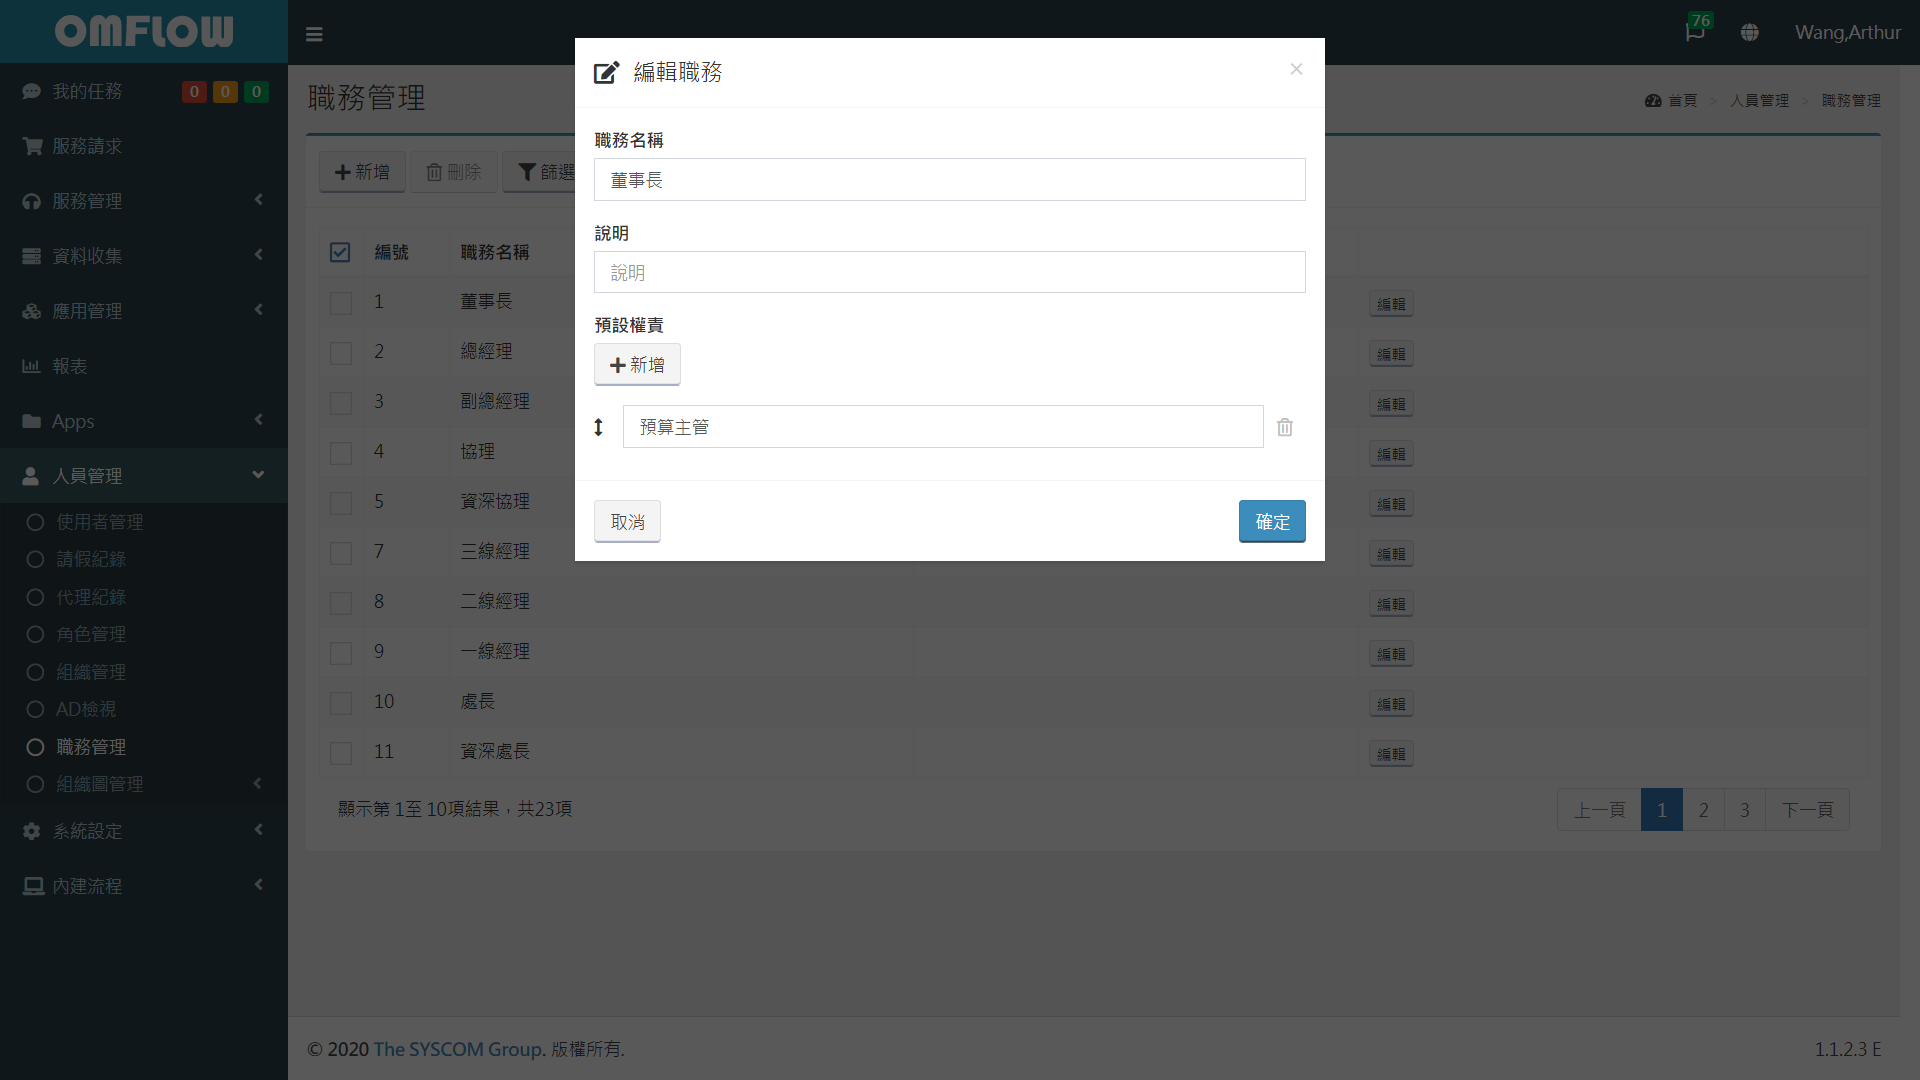 OMFLOW
76
Wang,Arthur
我的任務 0 0 0
服務請求
服務管理
資料收集
應用管理
報表
Apps
人員管理
使用者管理
請假紀錄
代理紀錄
角色管理
組織管理
AD檢視
職務管理
組織圖管理
系統設定
內建流程
職務管理
首頁 > 人員管理 > 職務管理
新增 刪除 篩選
編號 職務名稱
1 董事長 編輯
2 總經理 編輯
3 副總經理 編輯
4 協理 編輯
5 資深協理 編輯
7 三線經理 編輯
8 二線經理 編輯
9 一線經理 編輯
10 處長 編輯
11 資深處長 編輯
顯示第 1至 10項結果，共23項
上一頁 1 2 3 下一頁
編輯職務 ×
職務名稱
董事長
說明
說明
預設權責
新增
預算主管
取消 確定
© 2020 The SYSCOM Group. 版權所有.
1.1.2.3 E